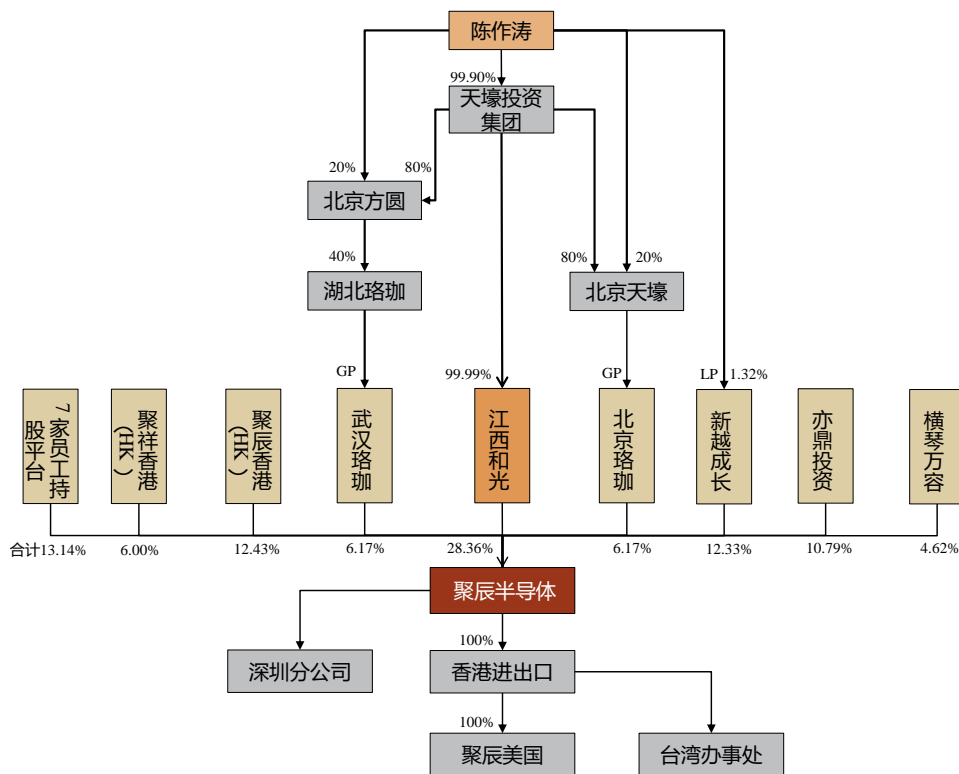 陈作涛
99.90%
天壕投资
集团
20%
80%
北京方圆
40%
80%
20%
湖北珞珈
北京天壕
GP
99.99%
GP
LP
1.32%
7家员工持
股平台
聚祥香港
（HK）
聚辰香港
（HK）
武汉珞珈
江西和光
北京珞珈
新越成长
亦鼎投资
横琴万容
合计13.14%
6.00%
12.43%
6.17%
28.36%
6.17%
12.33%
10.79%
4.62%
聚辰半导体
100%
深圳分公司
香港进出口
100%
聚辰美国
台湾办事处